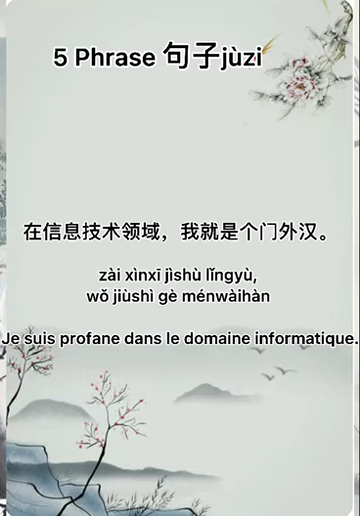 5 Phrase 句子jùzi
在信息技术领域，我就是个门外汉。
zài xìnxī jìshù lǐngyù,
wǒ jiùshì gè ménwàihàn
Je suis profane dans le domaine informatique.